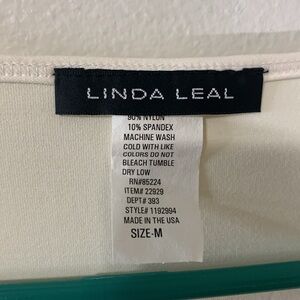 LINDA LEAL
90% NYLON
10% SPANDEX
MACHINE WASH
COLD WITH LIKE
COLORS DO NOT
BLEACH TUMBLE
DRY LOW
RN#85224
ITEM# 22929
DEPT# 393
STYLE# 1192994
MADE IN THE USA
SIZE-M